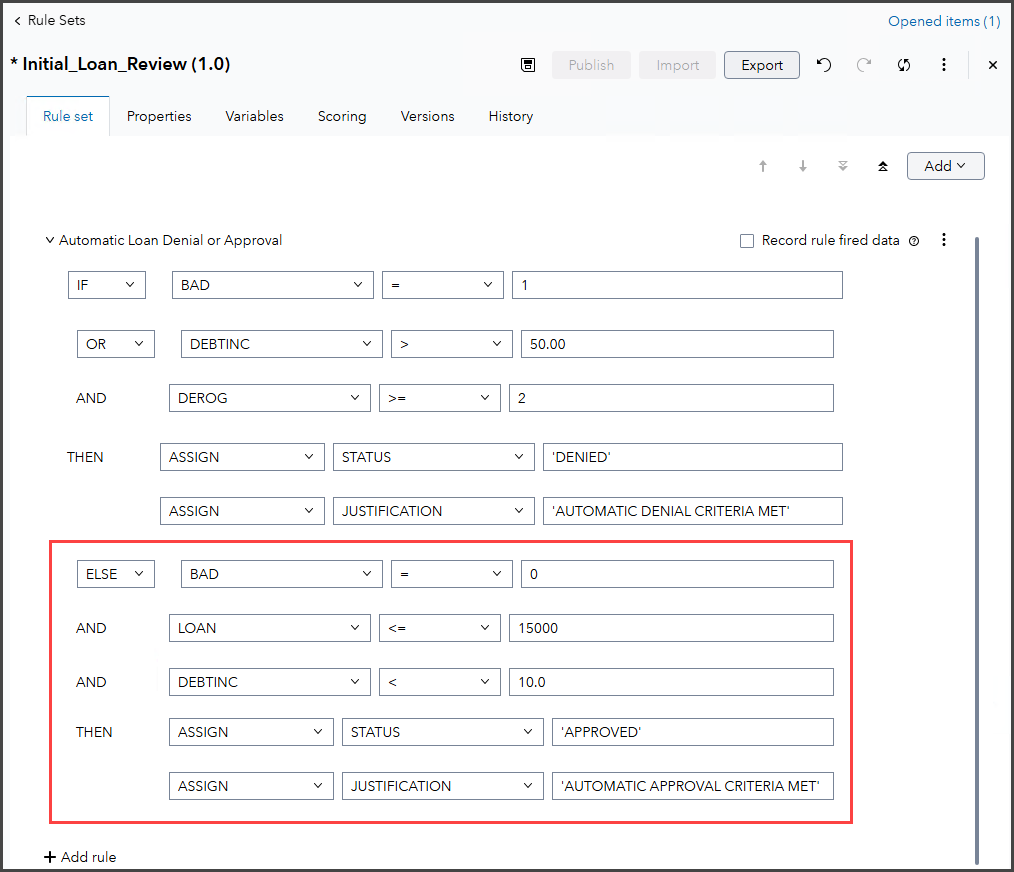 Rule Sets Opened items (1)
* Initial_Loan_Review (1.0) Publish Import Export
Rule set Properties Variables Scoring Versions History
Add
Automatic Loan Denial or Approval Record rule fired data
IF BAD = 1
OR DEBTINC > 50.00
AND DEROG >= 2
THEN ASSIGN STATUS 'DENIED'
ASSIGN JUSTIFICATION 'AUTOMATIC DENIAL CRITERIA MET'
ELSE BAD = 0
AND LOAN <= 15000
AND DEBTINC < 10.0
THEN ASSIGN STATUS 'APPROVED'
ASSIGN JUSTIFICATION 'AUTOMATIC APPROVAL CRITERIA MET'
Add rule